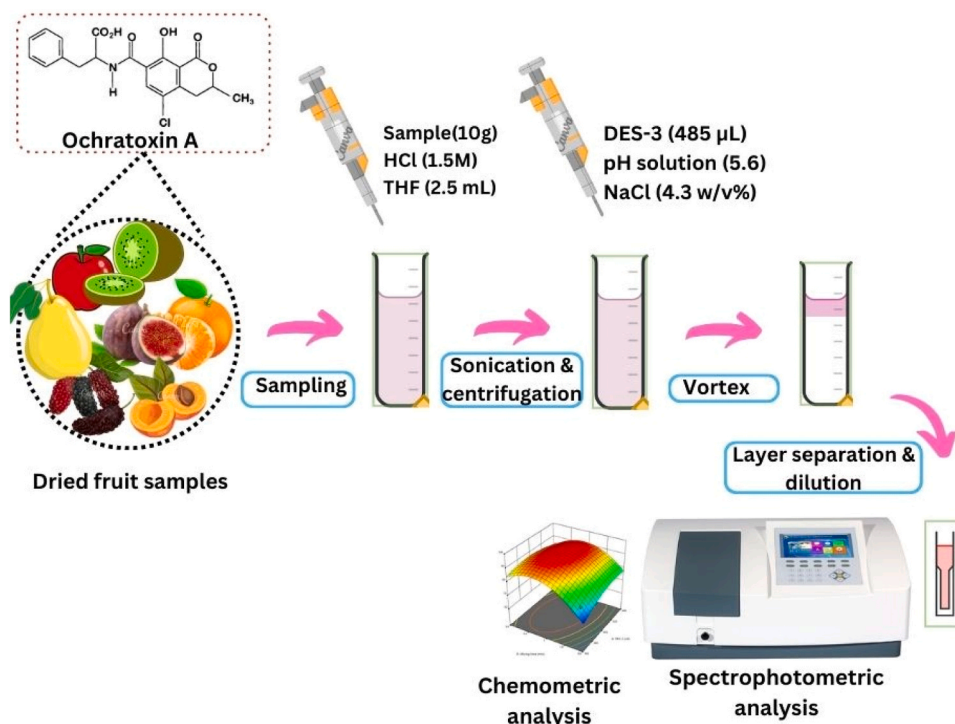 CO₂H
O
OH
O
O
N
H
CH₃
Cl
Ochratoxin A
Sample(10g)
HCl (1.5M)
THF (2.5 mL)
DES-3 (485 µL)
pH solution (5.6)
NaCl (4.3 w/v%)
Sampling
Sonication &
centrifugation
Vortex
Dried fruit samples
Layer separation &
dilution
Chemometric
analysis
Spectrophotometric
analysis